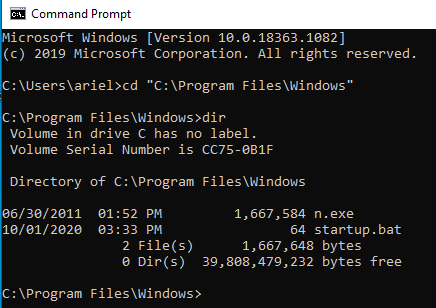 Command Prompt
Microsoft Windows [Version 10.0.18363.1082]
(c) 2019 Microsoft Corporation. All rights reserved.
C:\Users\ariel>cd "C:\Program Files\Windows"
C:\Program Files\Windows>dir
Volume in drive C has no label.
Volume Serial Number is CC75-0B1F
Directory of C:\Program Files\Windows
06/30/2011  01:52 PM         1,667,584 n.exe
10/01/2020  03:33 PM                64 startup.bat
2 File(s)      1,667,648 bytes
0 Dir(s)  39,808,479,232 bytes free
C:\Program Files\Windows>